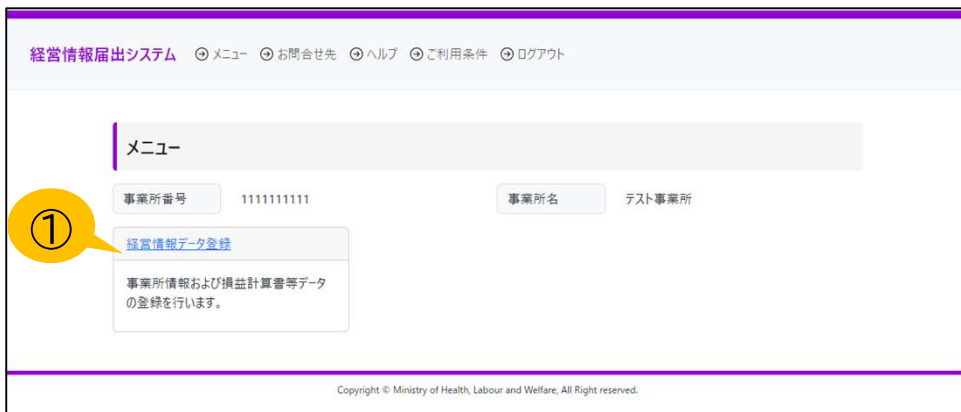 経営情報届出システム メニュー お問合せ先 ヘルプ ご利用条件 ログアウト
メニュー
事業所番号 1111111111 事業所名 テスト事業所
①
経営情報データ登録
事業所情報および損益計算書等データ
の登録を行います。
Copyright © Ministry of Health, Labour and Welfare, All Right reserved.